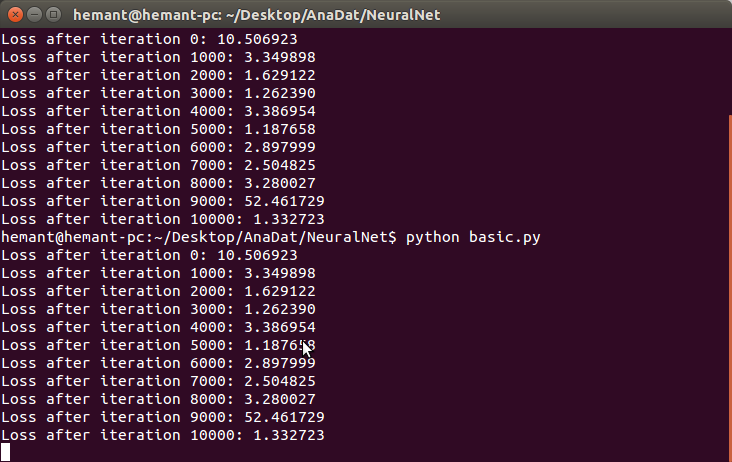 hemant@hemant-pc: ~/Desktop/AnaDat/NeuralNet
Loss after iteration 0: 10.506923
Loss after iteration 1000: 3.349898
Loss after iteration 2000: 1.629122
Loss after iteration 3000: 1.262390
Loss after iteration 4000: 3.386954
Loss after iteration 5000: 1.187658
Loss after iteration 6000: 2.897999
Loss after iteration 7000: 2.504825
Loss after iteration 8000: 3.280027
Loss after iteration 9000: 52.461729
Loss after iteration 10000: 1.332723
hemant@hemant-pc:~/Desktop/AnaDat/NeuralNet$ python basic.py
Loss after iteration 0: 10.506923
Loss after iteration 1000: 3.349898
Loss after iteration 2000: 1.629122
Loss after iteration 3000: 1.262390
Loss after iteration 4000: 3.386954
Loss after iteration 5000: 1.187658
Loss after iteration 6000: 2.897999
Loss after iteration 7000: 2.504825
Loss after iteration 8000: 3.280027
Loss after iteration 9000: 52.461729
Loss after iteration 10000: 1.332723